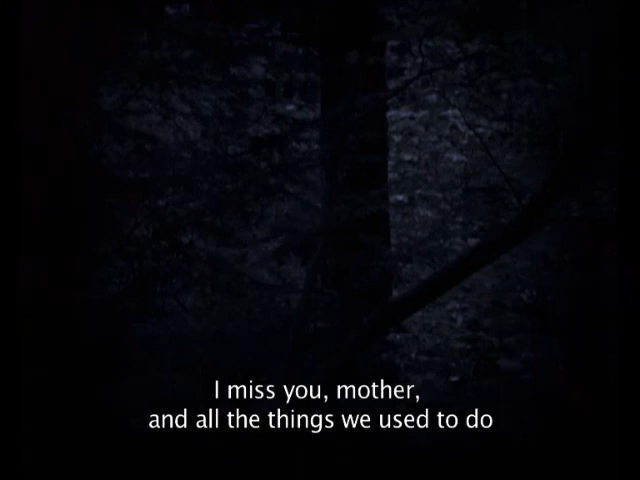 I miss you, mother,
and all the things we used to do